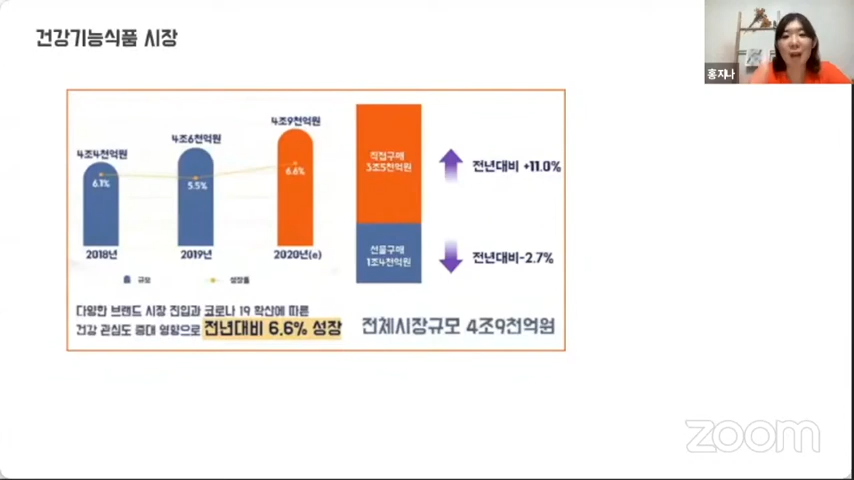 건강기능식품 시장
홍지나
4조4천억원
4조6천억원
4조9천억원
6.1%
5.5%
6.6%
2018년
2019년
2020년(e)
규모
성장률
직접구매
3조5천억원
선물구매
1조4천억원
전년대비 +11.0%
전년대비-2.7%
다양한 브랜드 시장 진입과 코로나 19 확산에 따른
건강 관심도 증대 영향으로 전년대비 6.6% 성장
전체시장규모 4조9천억원
zoom